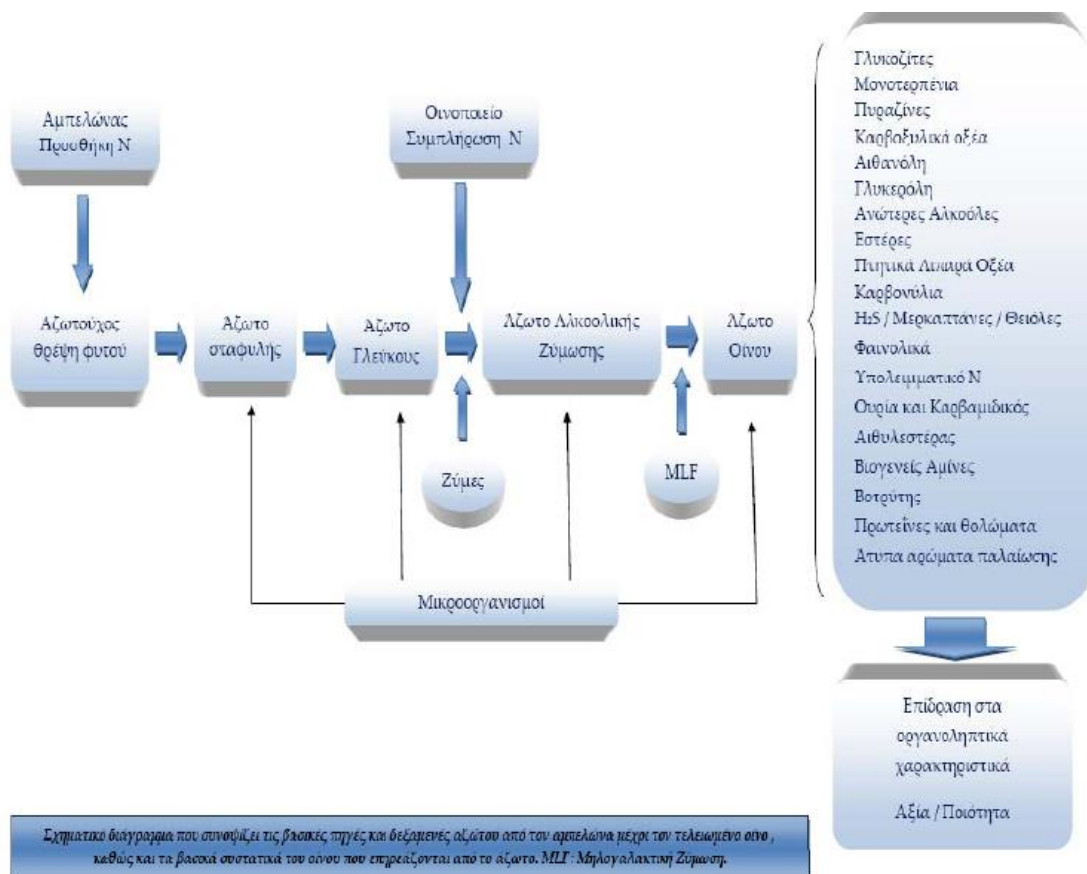 Αμπελώνας
Προσθήκη Ν
Οινοποιείο
Συμπλήρωση Ν
Αζωτούχος
θρέψη φυτού
Άζωτο
σταφυλής
Άζωτο
Γλεύκους
Άζωτο Αλκοολικής
Ζύμωσης
Άζωτο
Οίνου
Ζύμες
MLF
Μικροοργανισμοί
Γλυκοζίτες
Μονοτερπένια
Πυραζίνες
Καρβοξυλικά οξέα
Αιθανόλη
Γλυκερόλη
Ανώτερες Αλκοόλες
Εστέρες
Πτητικά Λιπαρά Οξέα
Καρβονύλια
H₂S / Μερκαπτάνες / Θειόλες
Φαινολικά
Υπολειμματικό Ν
Ουρία και Καρβαμιδικός
Αιθυλεστέρας
Βιογενείς Αμίνες
Βοτρύτης
Πρωτεΐνες και θολώματα
Άτυπα αρώματα παλαίωσης
Επίδραση στα
οργανοληπτικά
χαρακτηριστικά
Αξία / Ποιότητα
Σχηματικό διάγραμμα που συνοψίζει τις βασικές πηγές και δεξαμενές αζώτου από τον αμπελώνα μέχρι τον τελειωμένο οίνο ,
καθώς και τα βασικά συστατικά του οίνου που επηρεάζονται από το άζωτο. MLF : Μηλογαλακτική Ζύμωση.